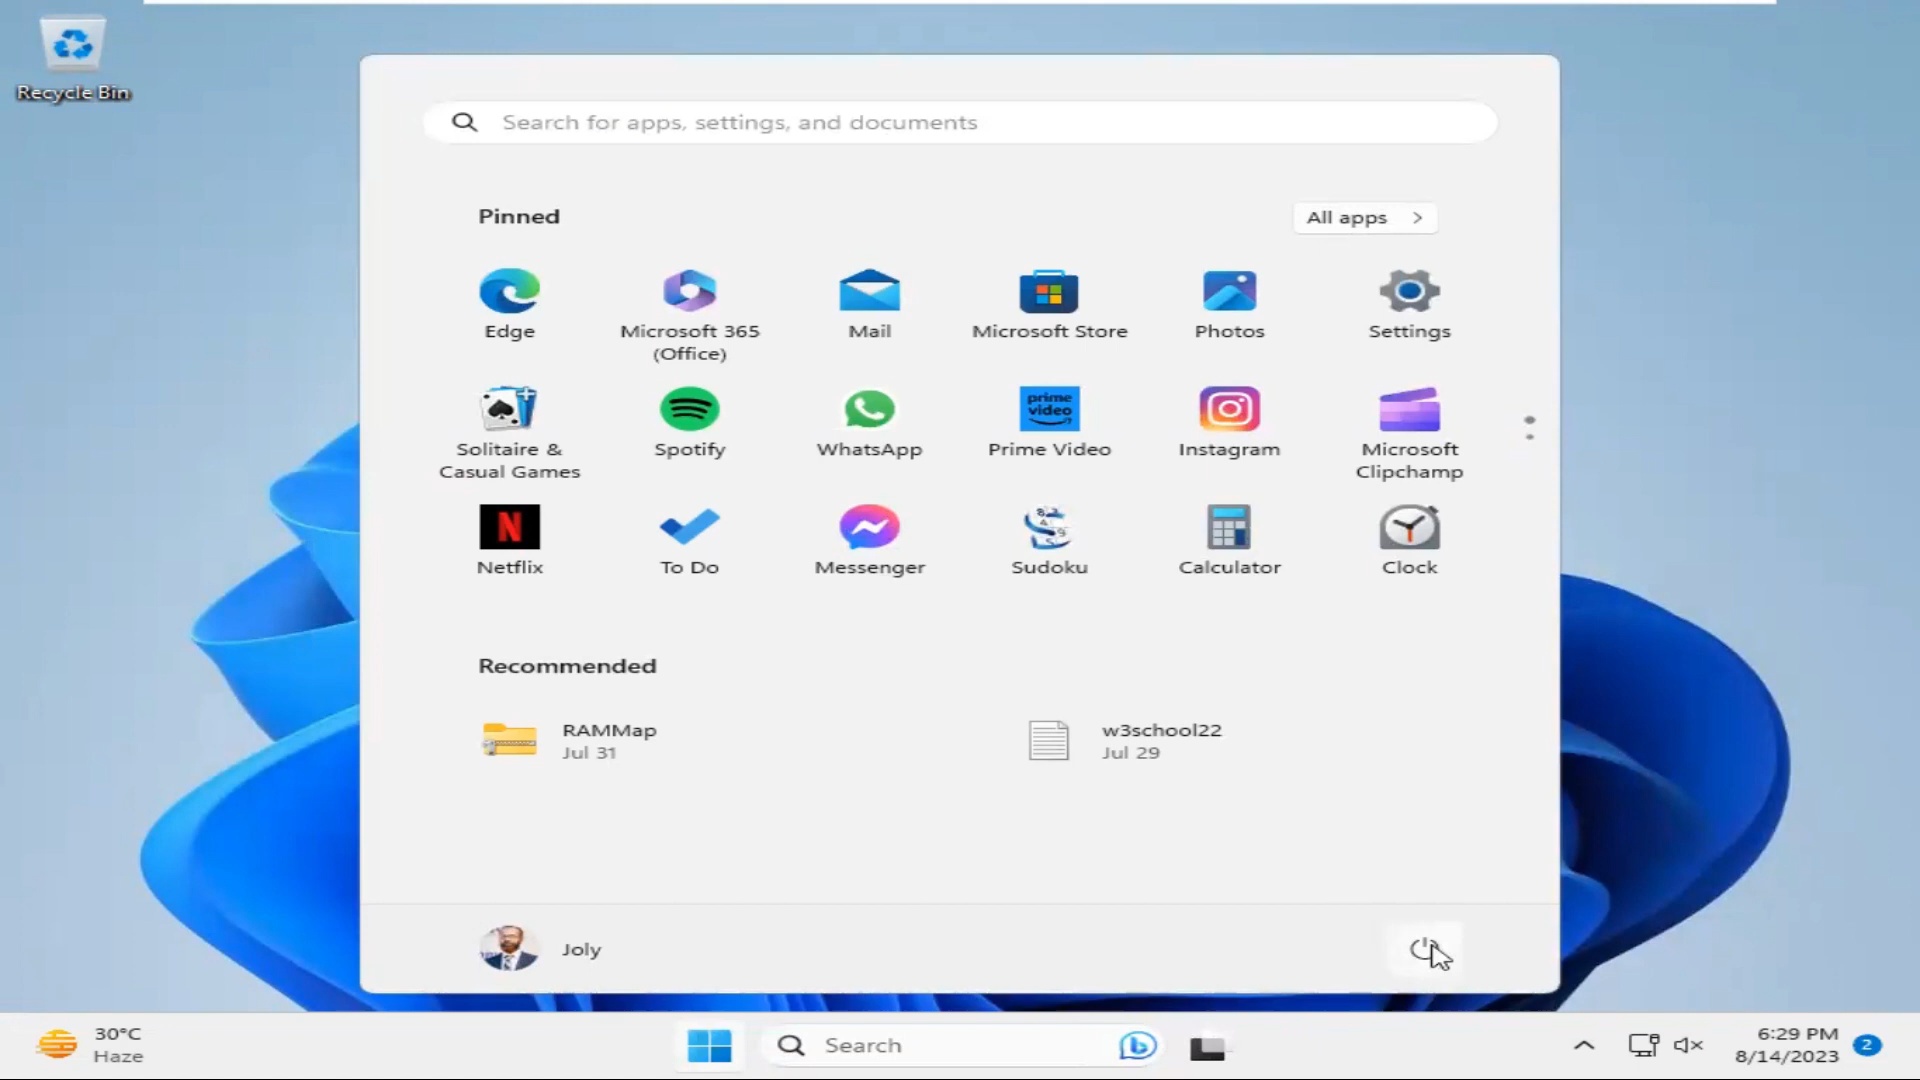 Recycle Bin
Search for apps, settings, and documents
Pinned
All apps
Edge
Microsoft 365
(Office)
Mail
Microsoft Store
Photos
Settings
Solitaire &
Casual Games
Spotify
WhatsApp
prime
video
Prime Video
Instagram
Microsoft
Clipchamp
N
Netflix
To Do
Messenger
Sudoku
Calculator
Clock
Recommended
RAMMap
Jul 31
w3school22
Jul 29
Joly
30°C
Haze
Search
6:29 PM
8/14/2023
2